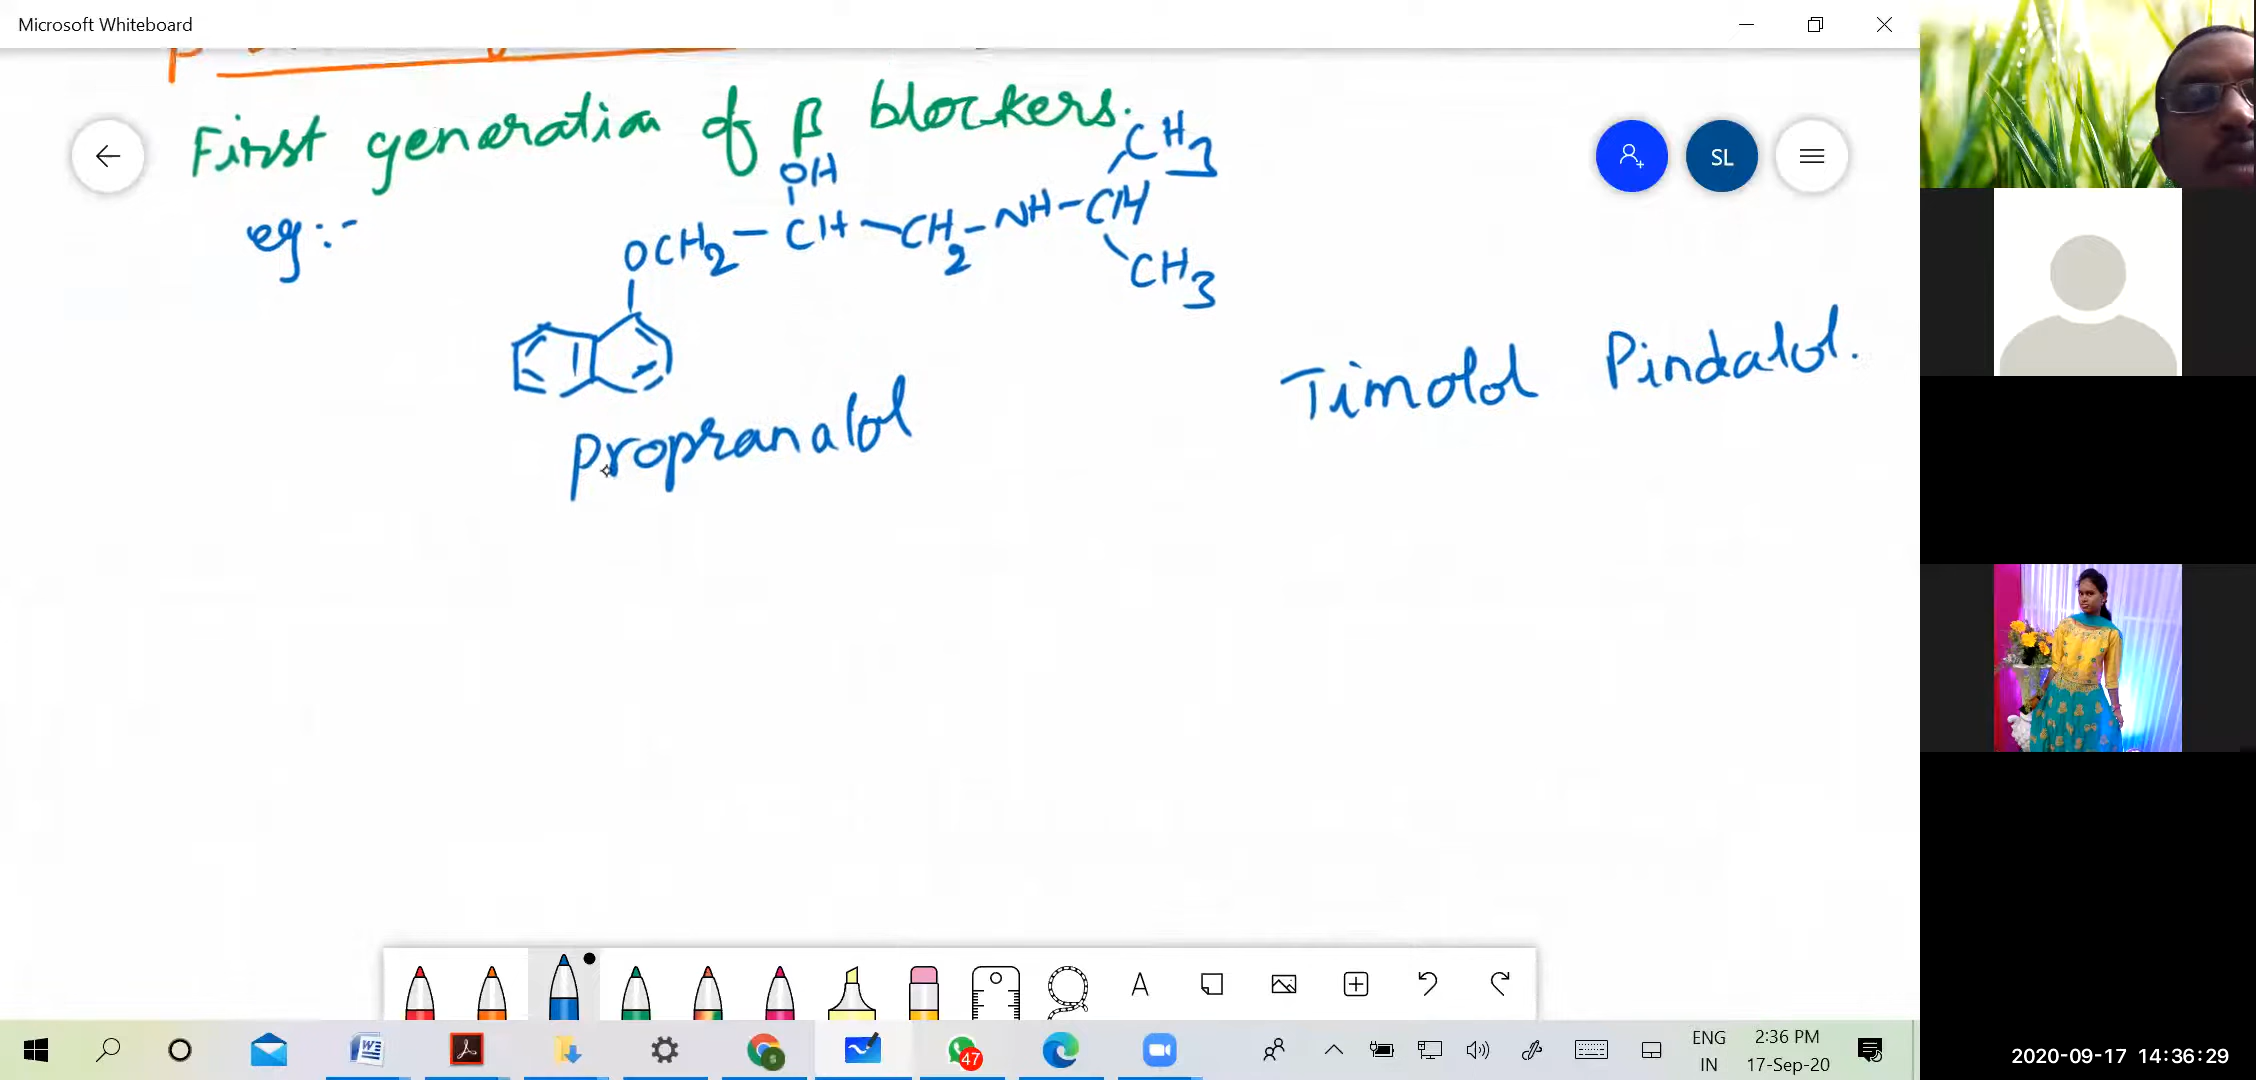 Microsoft Whiteboard
First generation of β blockers.
eg:-
OH
CH3
OCH2 — CH — CH2 - NH - CH
CH3
Propranalol
Timolol Pindalol.
SL
A
47
ENG
IN
2:36 PM
17-Sep-20
2020-09-17 14:36:29